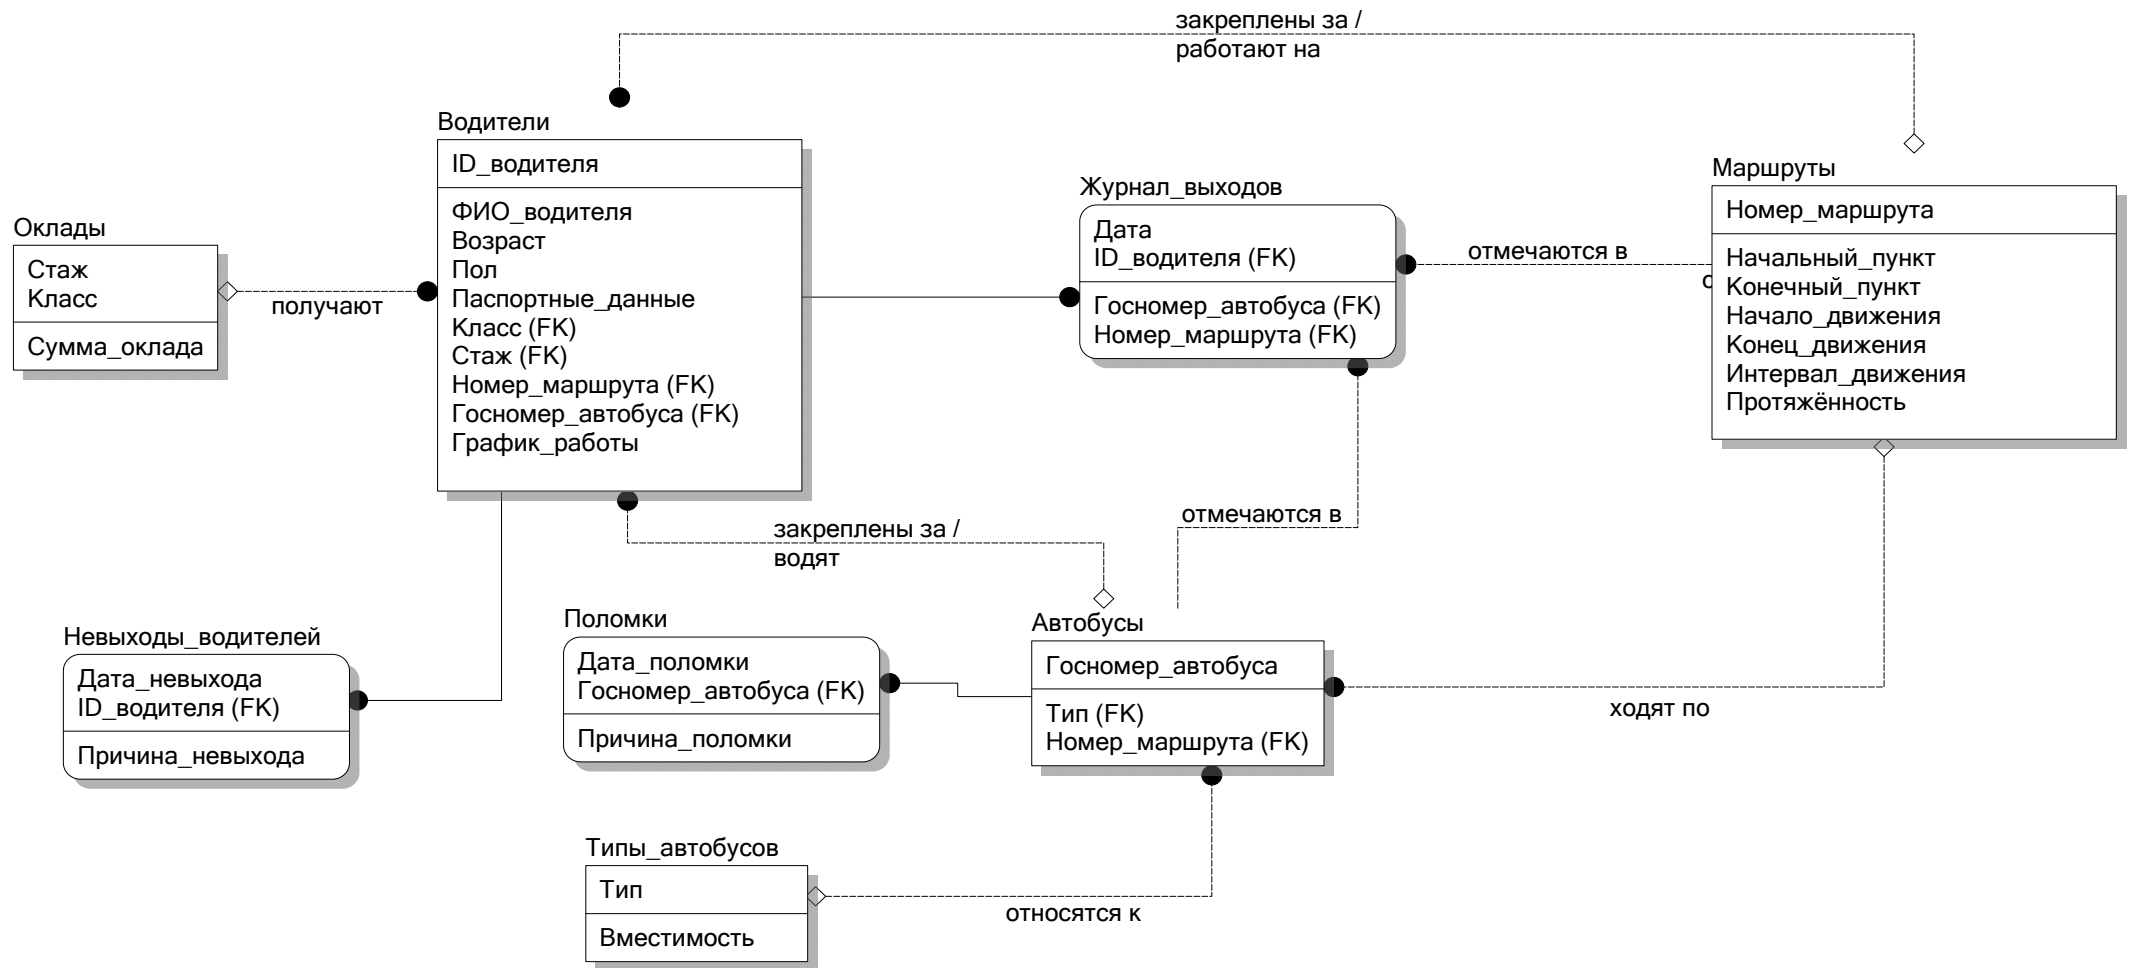 закреплены за /
работают на
Водители
ID_водителя
ФИО_водителя
Возраст
Пол
Паспортные_данные
Класс (FK)
Стаж (FK)
Номер_маршрута (FK)
Госномер_автобуса (FK)
График_работы
Оклады
Стаж
Класс
Сумма_оклада
получают
Журнал_выходов
Дата
ID_водителя (FK)
Госномер_автобуса (FK)
Номер_маршрута (FK)
отмечаются в
Маршруты
Номер_маршрута
Начальный_пункт
Конечный_пункт
Начало_движения
Конец_движения
Интервал_движения
Протяжённость
закреплены за /
водят
отмечаются в
Невыходы_водителей
Дата_невыхода
ID_водителя (FK)
Причина_невыхода
Поломки
Дата_поломки
Госномер_автобуса (FK)
Причина_поломки
Автобусы
Госномер_автобуса
Тип (FK)
Номер_маршрута (FK)
ходят по
Типы_автобусов
Тип
Вместимость
относятся к